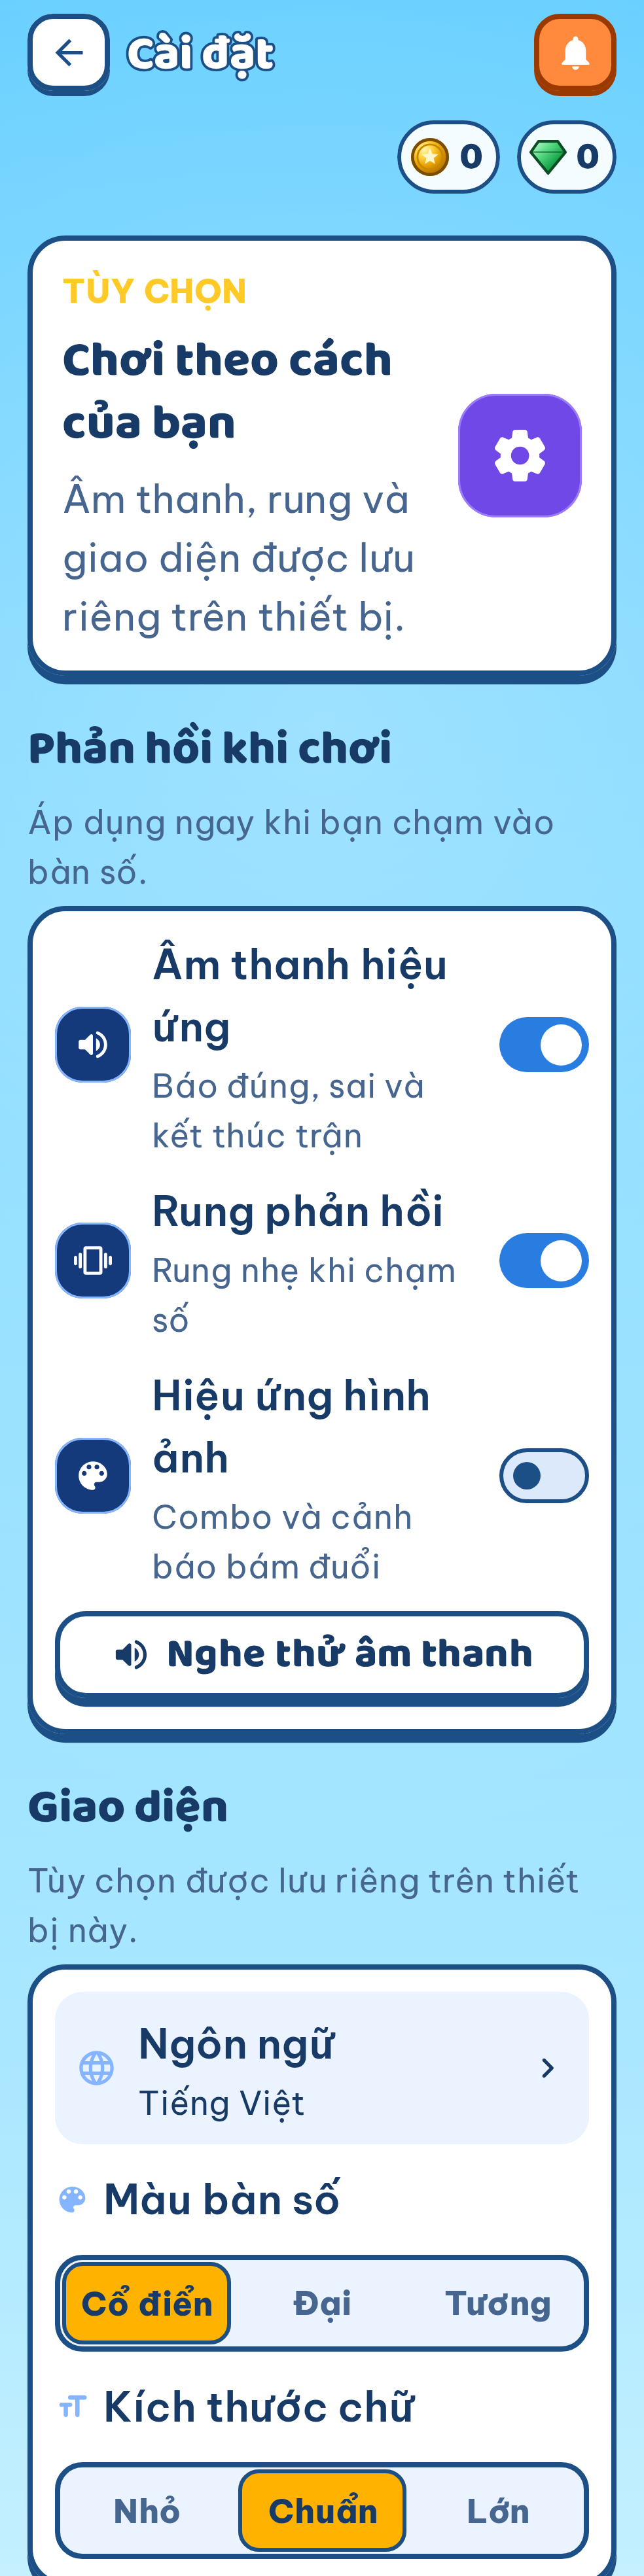 Cài đặt
0
0
TÙY CHỌN
Chơi theo cách
của bạn
Âm thanh, rung và
giao diện được lưu
riêng trên thiết bị.
Phản hồi khi chơi
Áp dụng ngay khi bạn chạm vào
bàn số.
Âm thanh hiệu
ứng
Báo đúng, sai và
kết thúc trận
Rung phản hồi
Rung nhẹ khi chạm
số
Hiệu ứng hình
ảnh
Combo và cảnh
báo bám đuổi
Nghe thử âm thanh
Giao diện
Tùy chọn được lưu riêng trên thiết
bị này.
Ngôn ngữ
Tiếng Việt
Màu bàn số
Cổ điển
Đại
Tương
Kích thước chữ
Nhỏ
Chuẩn
Lớn